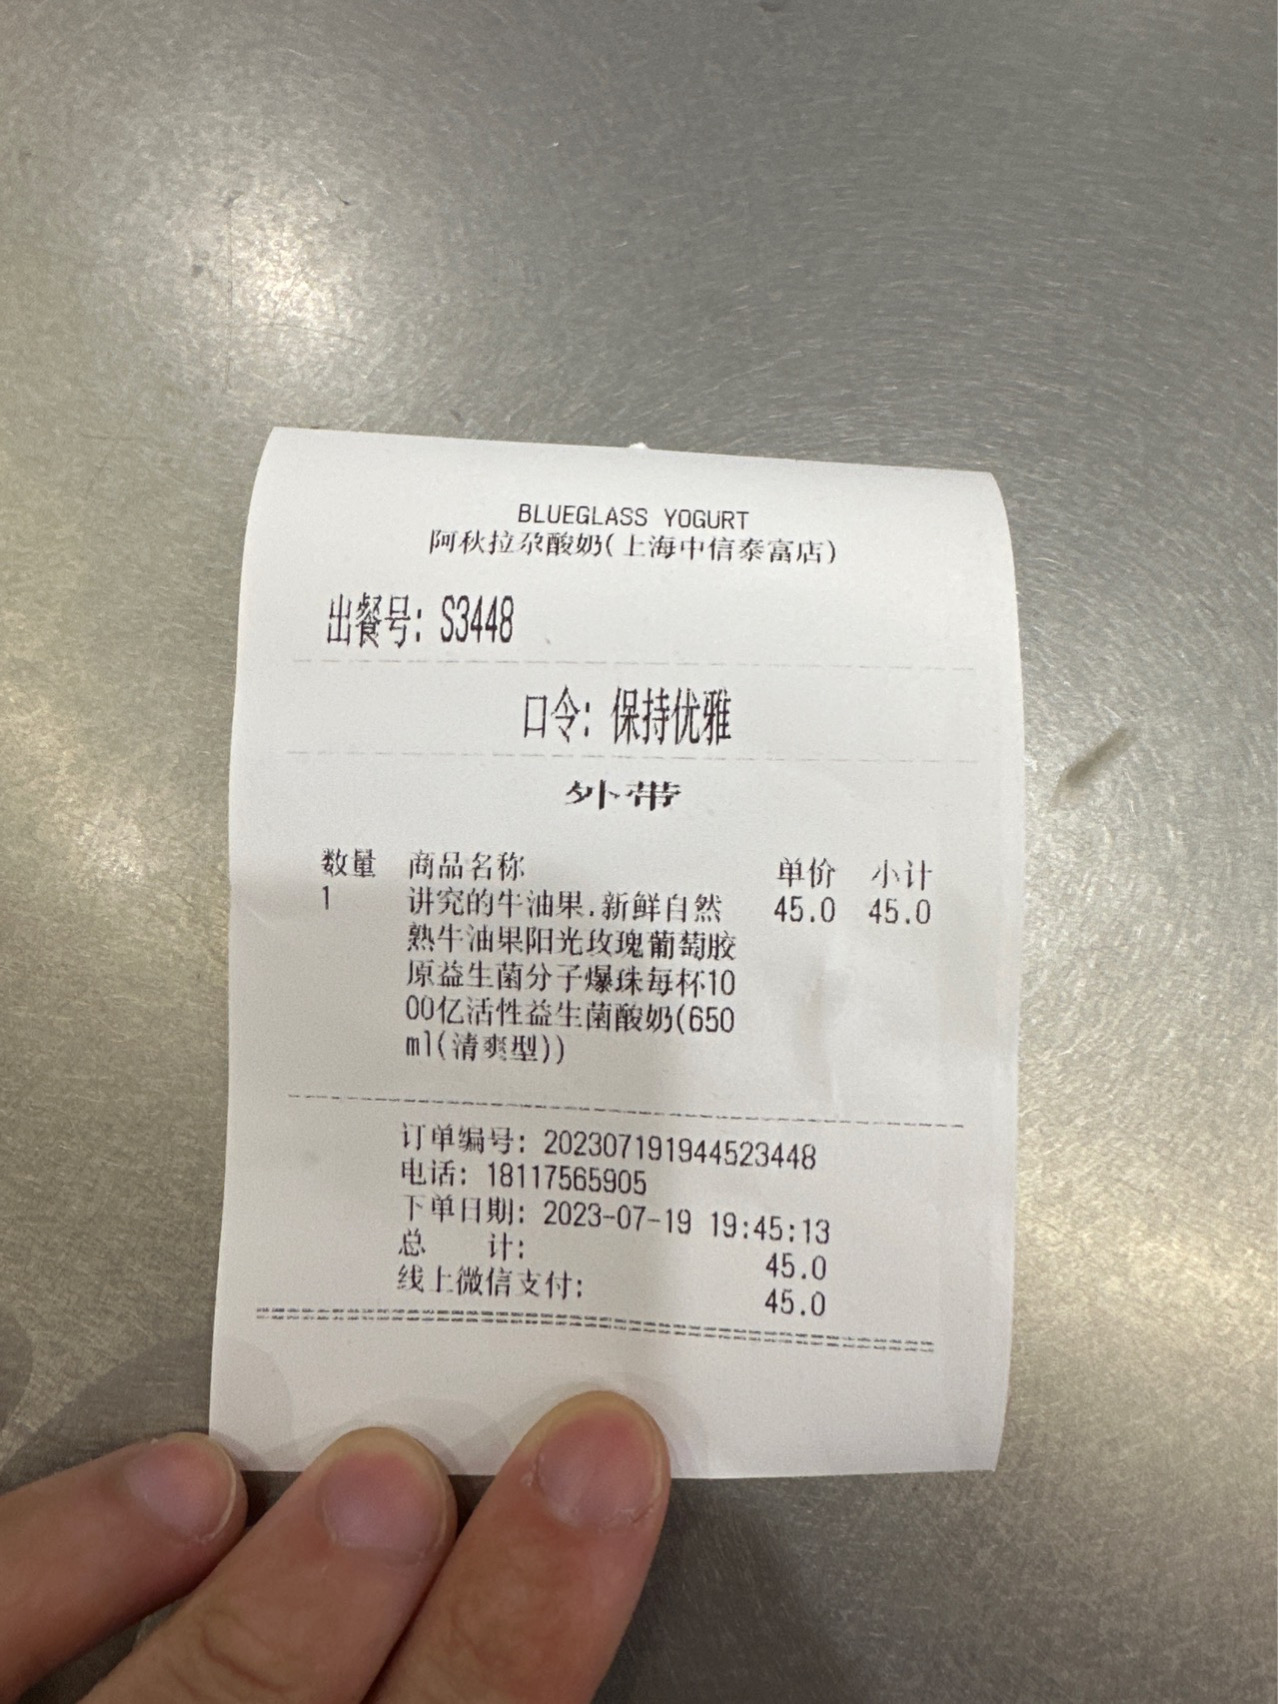 BLUEGLASS YOGURT
阿秋拉尕酸奶(上海中信泰富店)
出餐号: S3448
口令: 保持优雅
外带
数量 商品名称 单价 小计
1 讲究的牛油果.新鲜自然 45.0 45.0
熟牛油果阳光玫瑰葡萄胶
原益生菌分子爆珠每杯10
00亿活性益生菌酸奶(650
ml(清爽型))
订单编号: 202307191944523448
电话: 18117565905
下单日期: 2023-07-19 19:45:13
总 计: 45.0
线上微信支付: 45.0